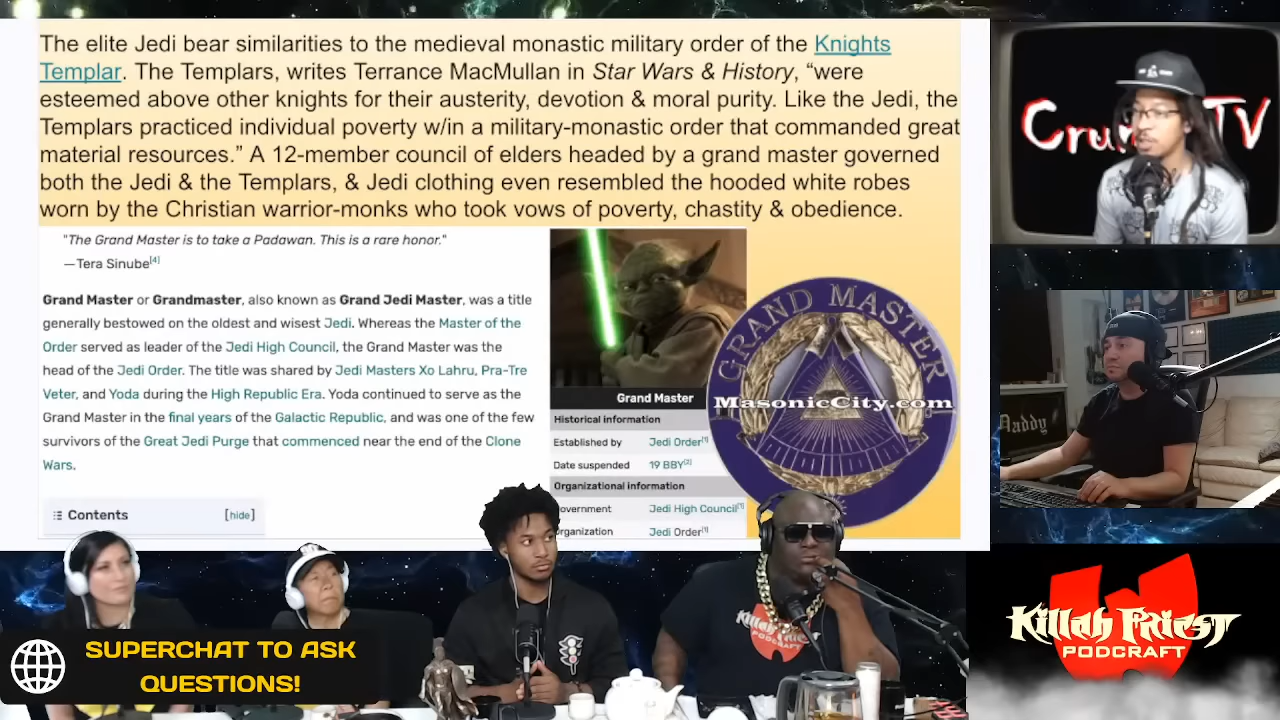 The elite Jedi bear similarities to the medieval monastic military order of the Knights
Templar. The Templars, writes Terrance MacMullan in Star Wars & History, “were
esteemed above other knights for their austerity, devotion & moral purity. Like the Jedi, the
Templars practiced individual poverty w/in a military-monastic order that commanded great
material resources.” A 12-member council of elders headed by a grand master governed
both the Jedi & the Templars, & Jedi clothing even resembled the hooded white robes
worn by the Christian warrior-monks who took vows of poverty, chastity & obedience.
"The Grand Master is to take a Padawan. This is a rare honor."
—Tera Sinube[4]
Grand Master or Grandmaster, also known as Grand Jedi Master, was a title
generally bestowed on the oldest and wisest Jedi. Whereas the Master of the
Order served as leader of the Jedi High Council, the Grand Master was the
head of the Jedi Order. The title was shared by Jedi Masters Xo Lahru, Pra-Tre
Veter, and Yoda during the High Republic Era. Yoda continued to serve as the
Grand Master in the final years of the Galactic Republic, and was one of the few
survivors of the Great Jedi Purge that commenced near the end of the Clone
Wars.
Contents [hide]
Grand Master
Historical information
Established by Jedi Order[1]
Date suspended 19 BBY[2]
Organizational information
overnment Jedi High Council[1]
rganization Jedi Order[1]
GRAND MASTER
MasonicCity.com
Cru TV
Daddy
Killah Priest
PODCRAFT
PODCRAFT
SUPERCHAT TO ASK
QUESTIONS!